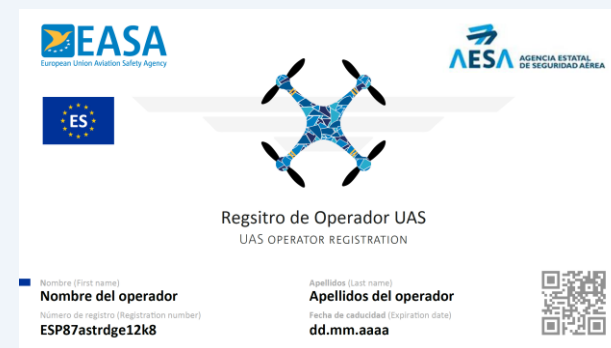 EASA
European Union Aviation Safety Agency
AESA AGENCIA ESTATAL
DE SEGURIDAD AÉREA
ES
Regsitro de Operador UAS
UAS OPERATOR REGISTRATION
Nombre (First name)
Nombre del operador
Apellidos (Last name)
Apellidos del operador
Número de registro (Registration number)
ESP87astrdge12k8
Fecha de caducidad (Expiration date)
dd.mm.aaaa